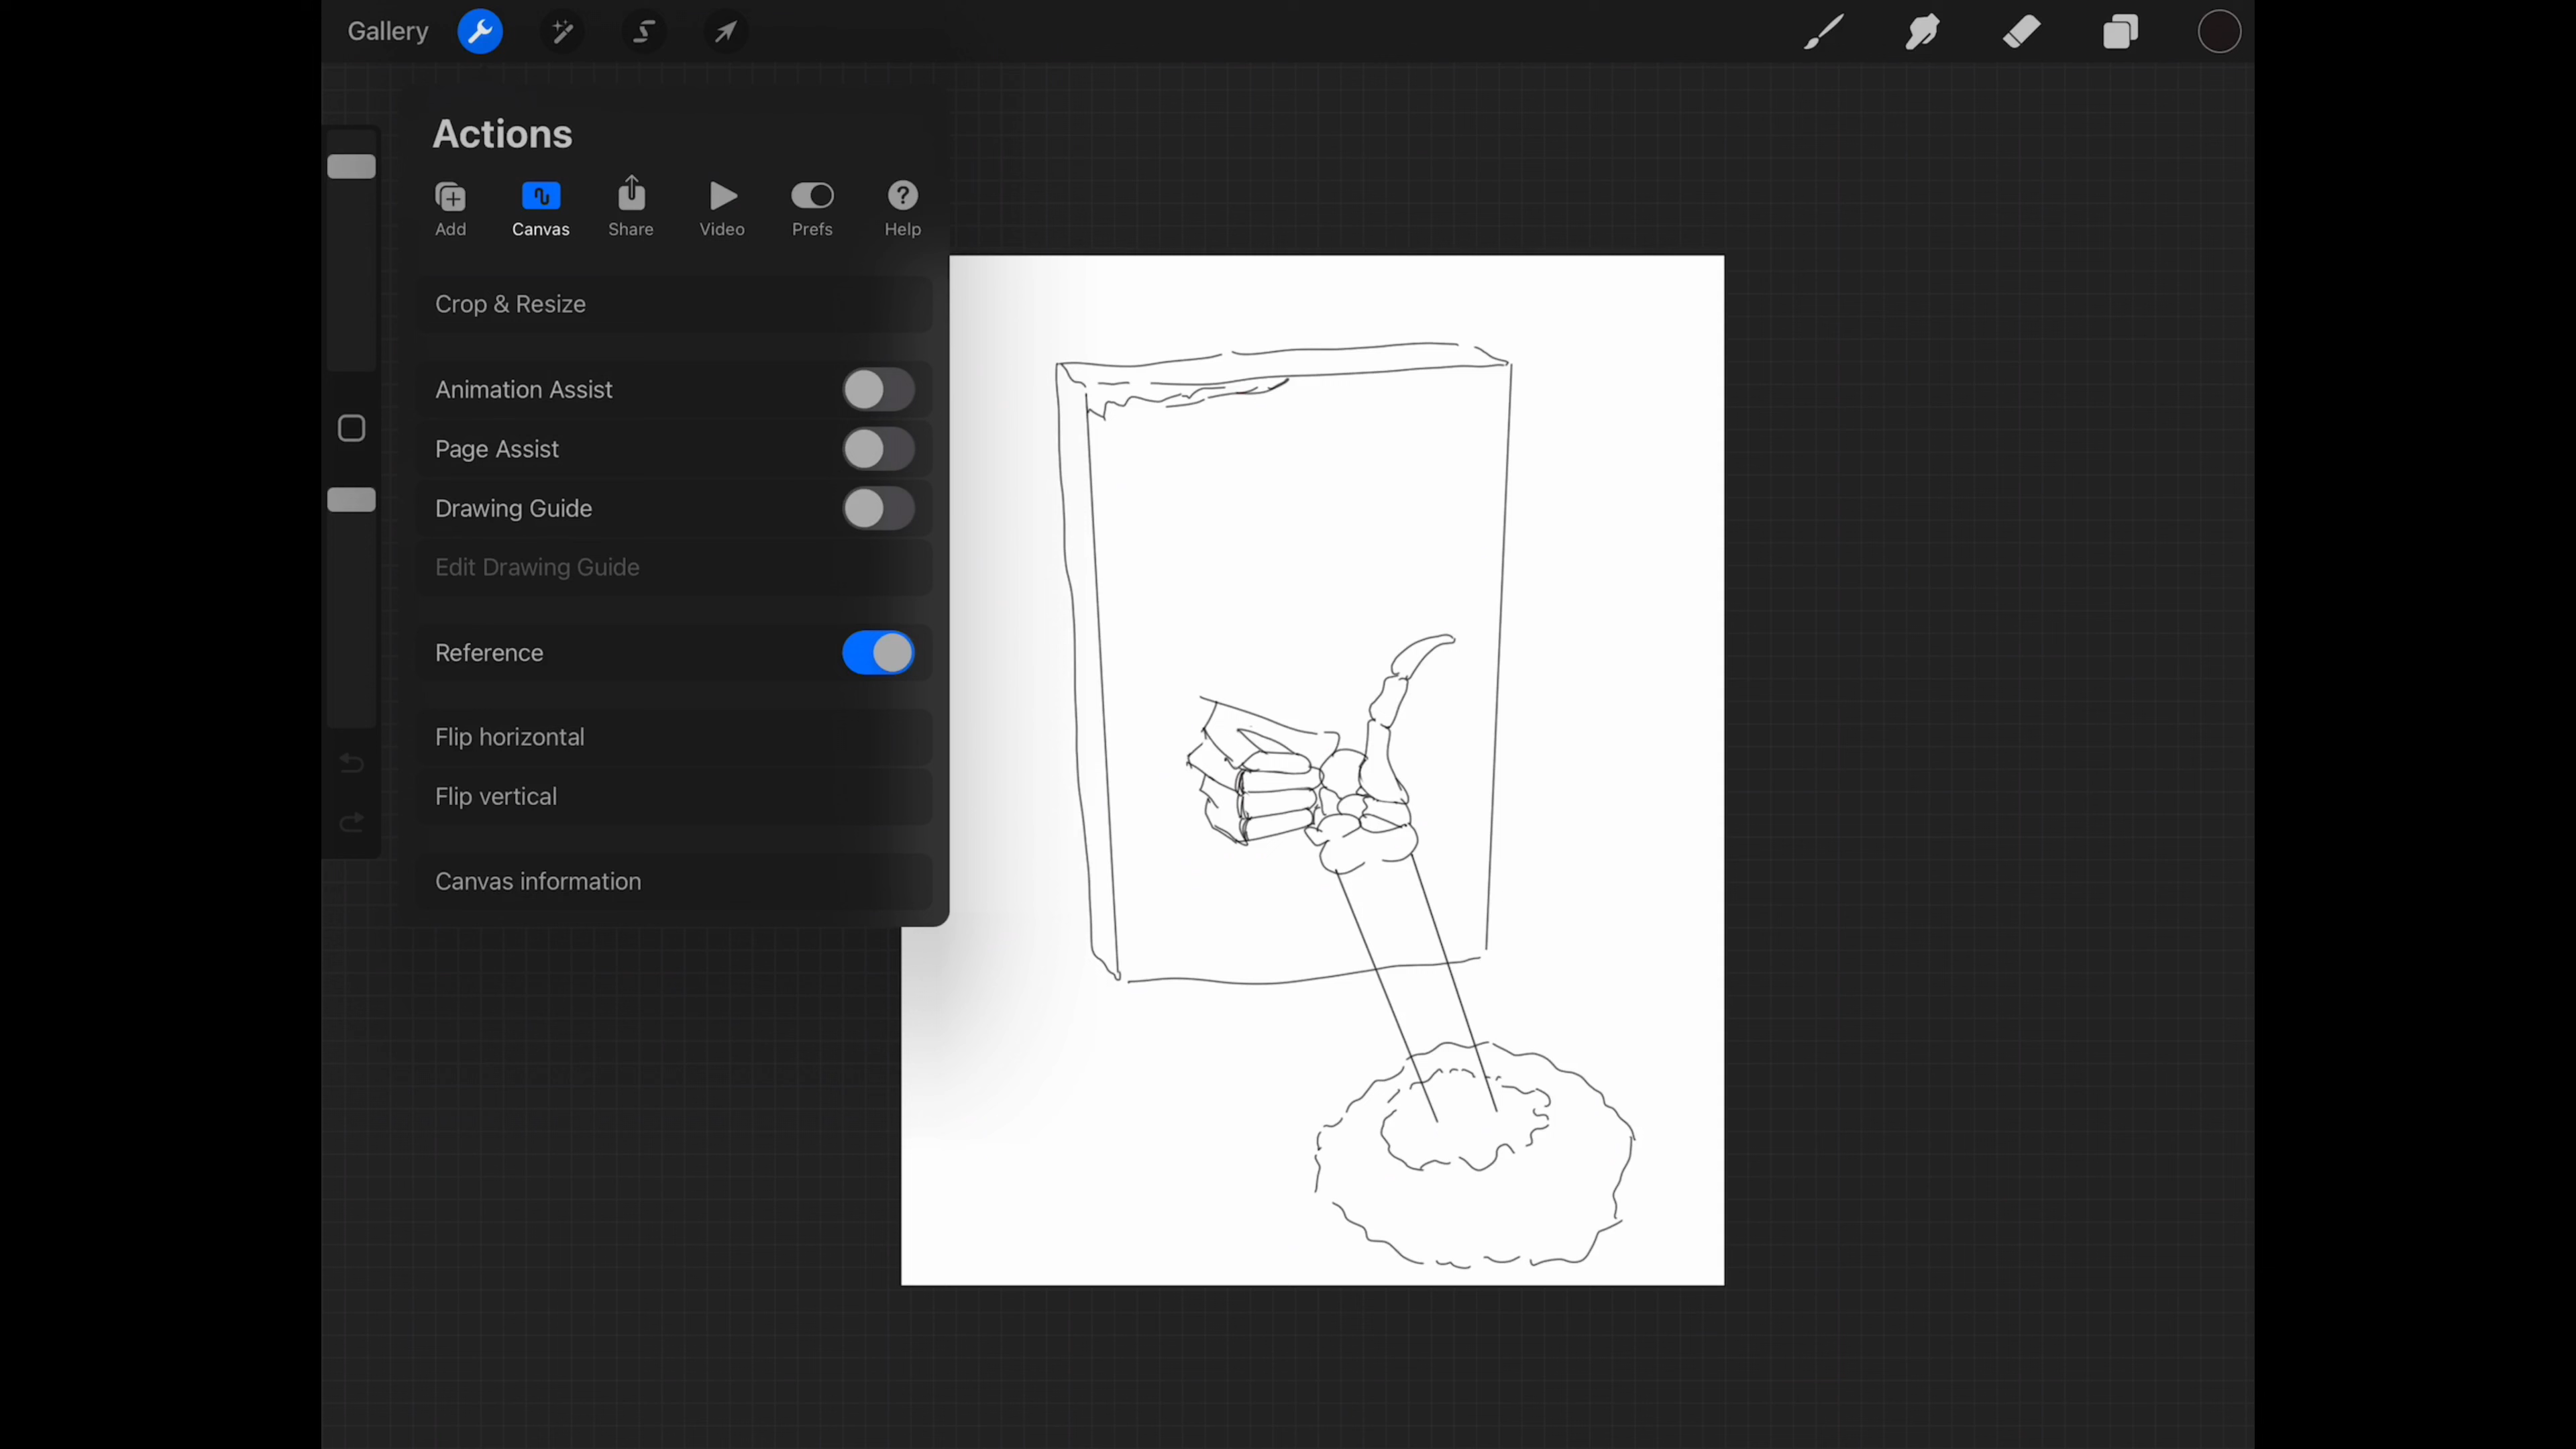 Gallery
Actions
Add Canvas Share Video Prefs Help
Crop & Resize
Animation Assist
Page Assist
Drawing Guide
Edit Drawing Guide
Reference
Flip horizontal
Flip vertical
Canvas information